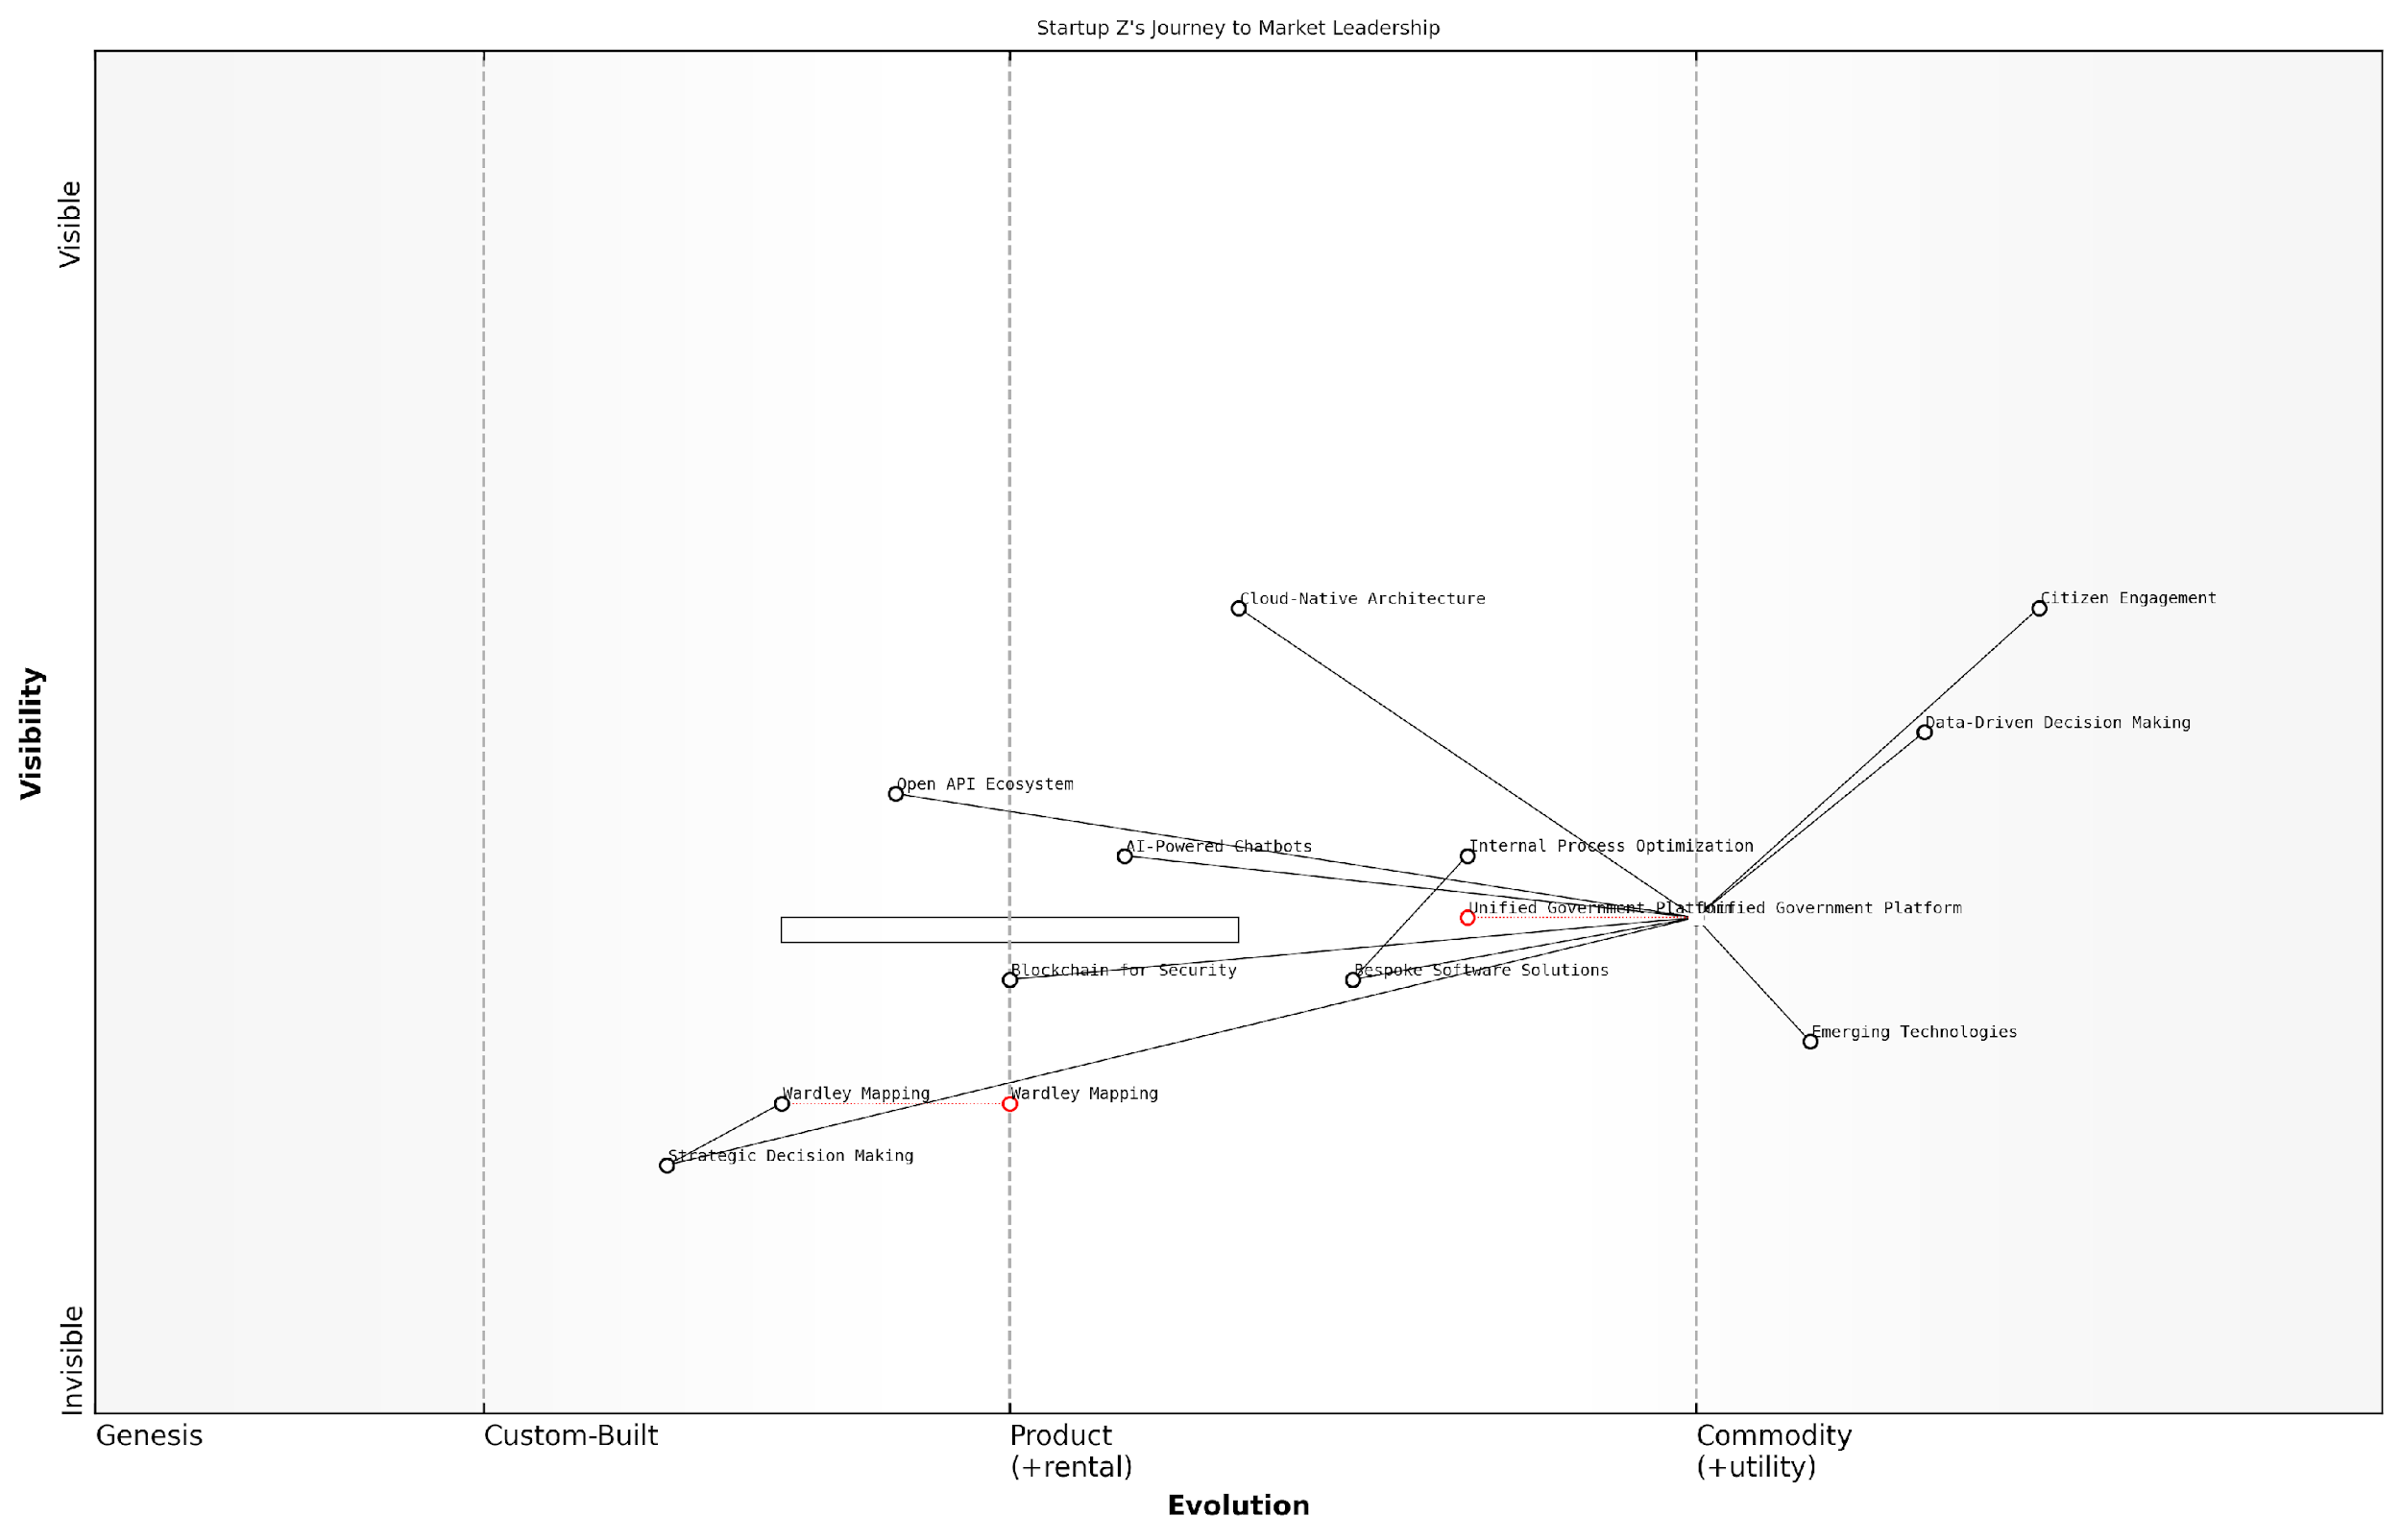 Startup Z's Journey to Market Leadership
Visible
Visibility
Invisible
Cloud-Native Architecture
Citizen Engagement
Data-Driven Decision Making
Open API Ecosystem
AI-Powered Chatbots
Internal Process Optimization
Unified Government Platform
Unified Government Platform
Blockchain for Security
Bespoke Software Solutions
Emerging Technologies
Wardley Mapping
Wardley Mapping
Strategic Decision Making
Genesis
Custom-Built
Product
(+rental)
Commodity
(+utility)
Evolution